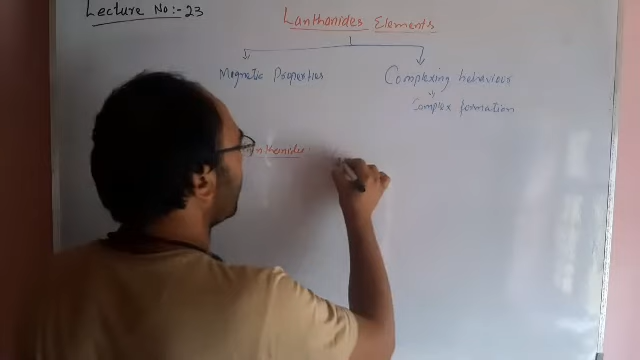 Lecture No:- 23
Lanthanides Elements
Magnetic Properties
Complexing behaviour
Complex formation